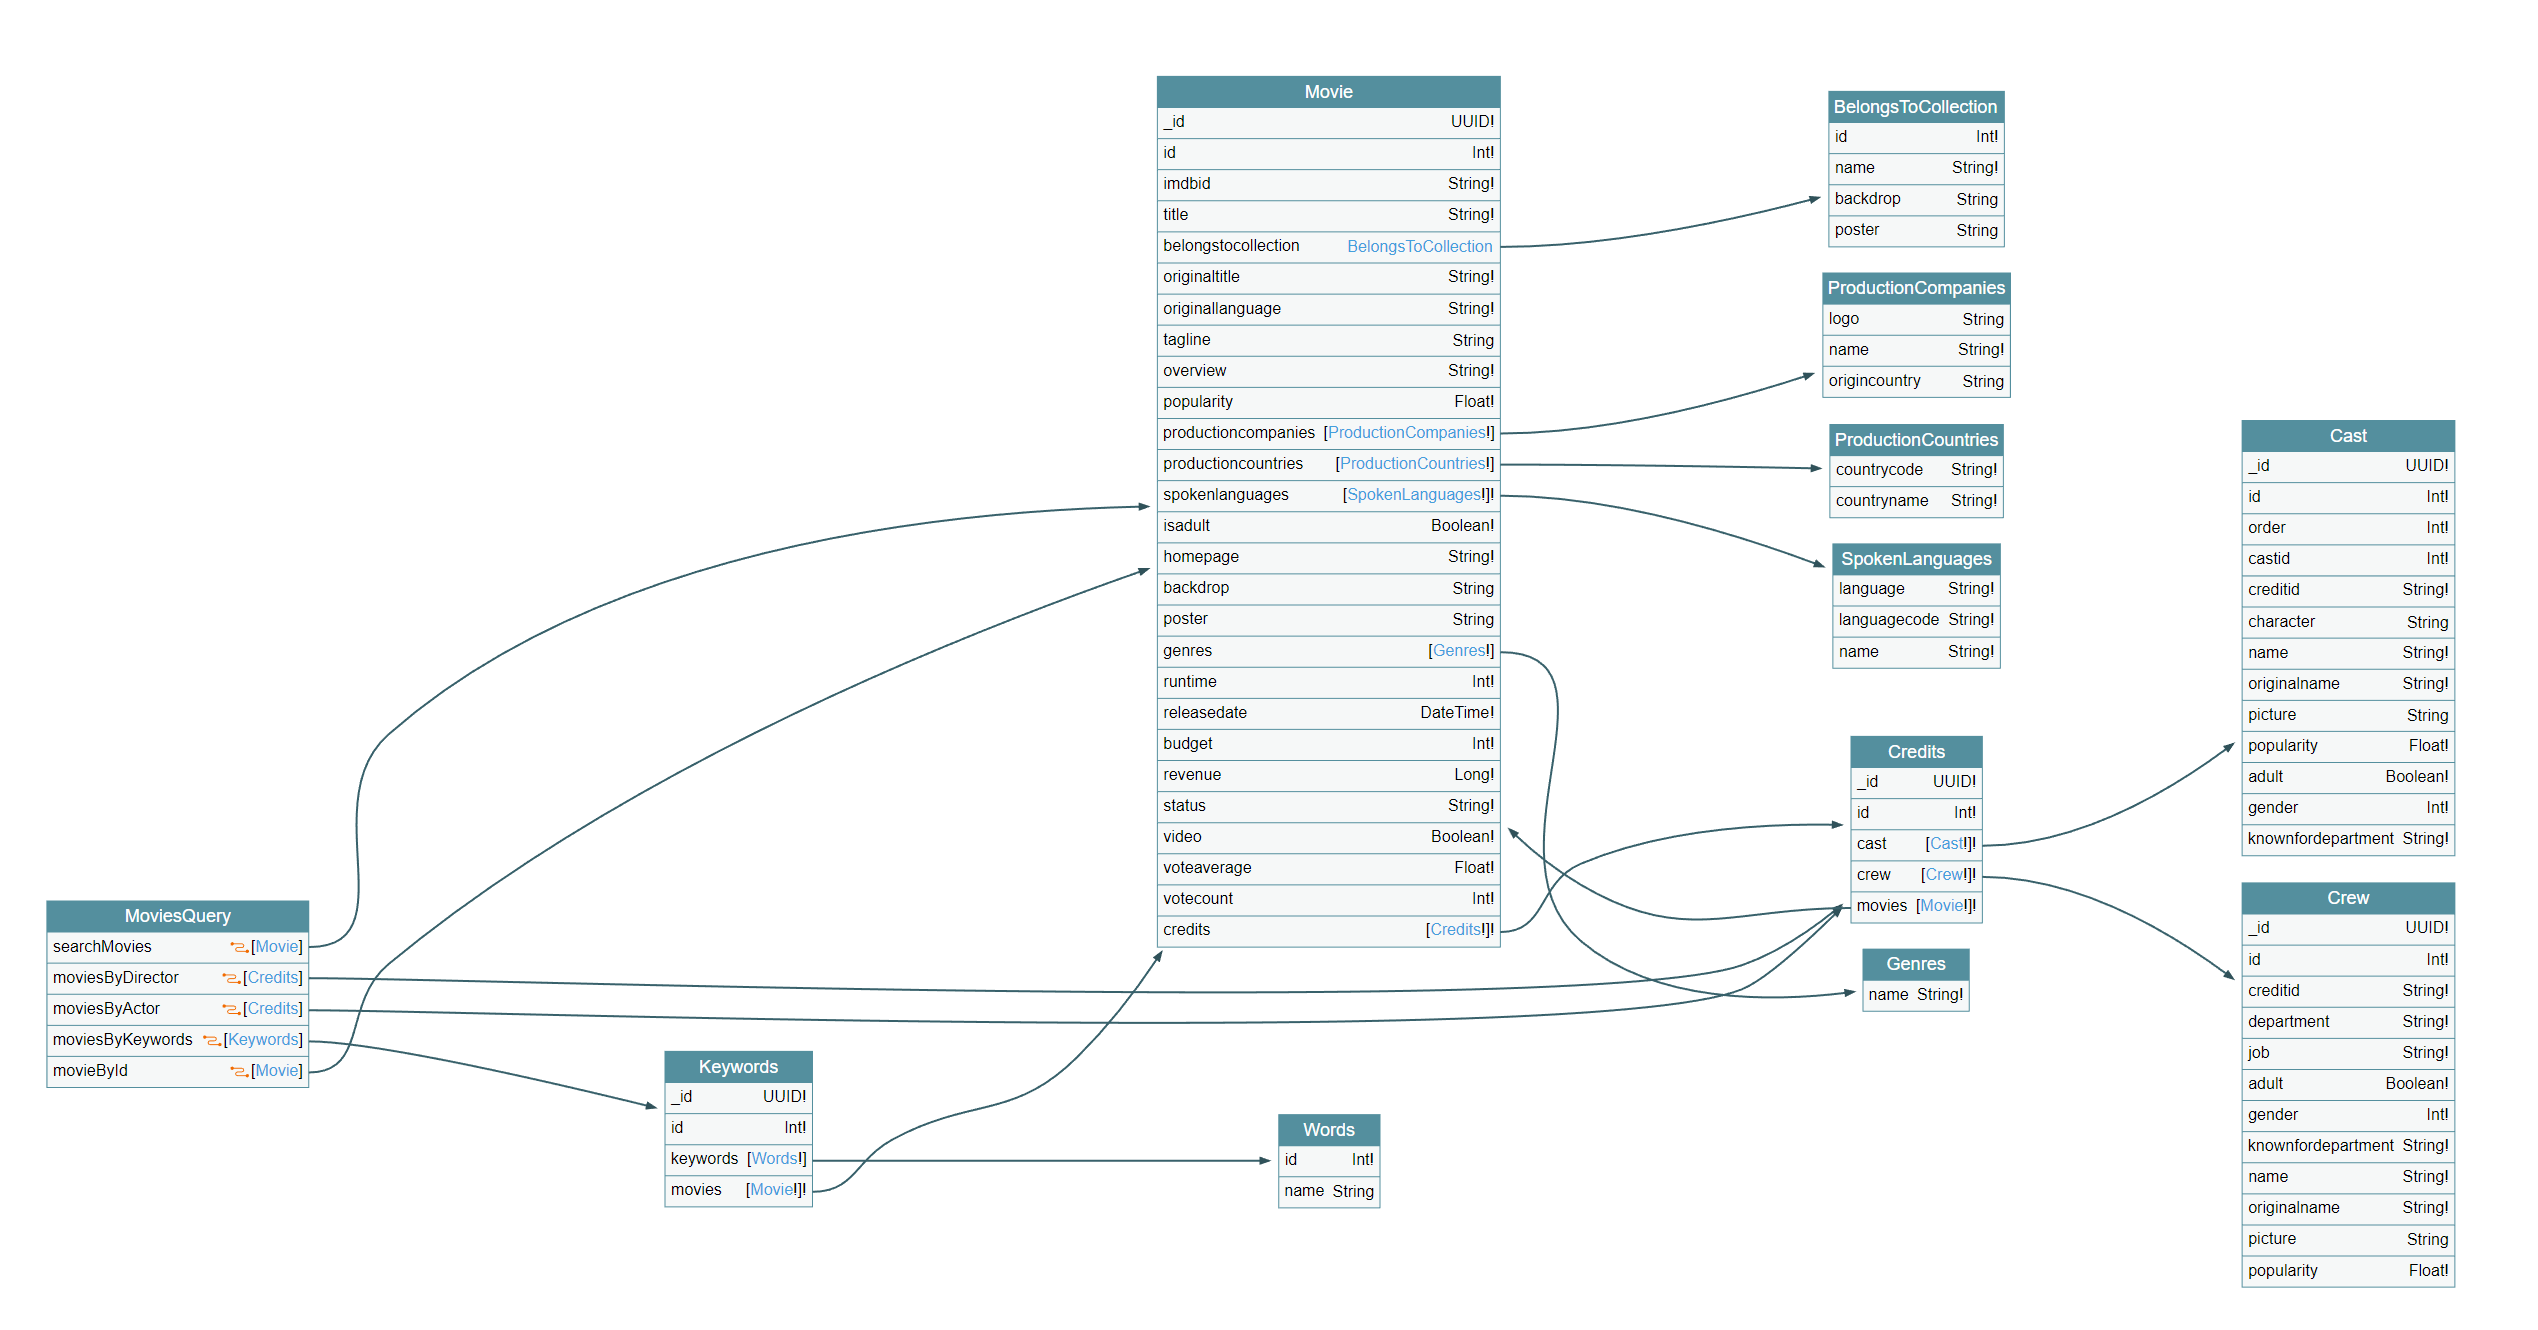 Movie
_id UUID!
id Int!
imdbid String!
title String!
belongstocollection BelongsToCollection
originaltitle String!
originallanguage String!
tagline String
overview String!
popularity Float!
productioncompanies [ProductionCompanies!]
productioncountries [ProductionCountries!]
spokenlanguages [SpokenLanguages!]!
isadult Boolean!
homepage String!
backdrop String
poster String
genres [Genres!]
runtime Int!
releasedate DateTime!
budget Int!
revenue Long!
status String!
video Boolean!
voteaverage Float!
votecount Int!
credits [Credits!]!
BelongsToCollection
id Int!
name String!
backdrop String
poster String
ProductionCompanies
logo String
name String!
origincountry String
ProductionCountries
countrycode String!
countryname String!
SpokenLanguages
language String!
languagecode String!
name String!
Cast
_id UUID!
id Int!
order Int!
castid Int!
creditid String!
character String
name String!
originalname String!
picture String
popularity Float!
adult Boolean!
gender Int!
knownfordepartment String!
Credits
_id UUID!
id Int!
cast [Cast!]!
crew [Crew!]!
movies [Movie!]!
Genres
name String!
Crew
_id UUID!
id Int!
creditid String!
department String!
job String!
adult Boolean!
gender Int!
knownfordepartment String!
name String!
originalname String!
picture String
popularity Float!
MoviesQuery
searchMovies [Movie]
moviesByDirector [Credits]
moviesByActor [Credits]
moviesByKeywords [Keywords]
movieById [Movie]
Keywords
_id UUID!
id Int!
keywords [Words!]
movies [Movie!]!
Words
id Int!
name String